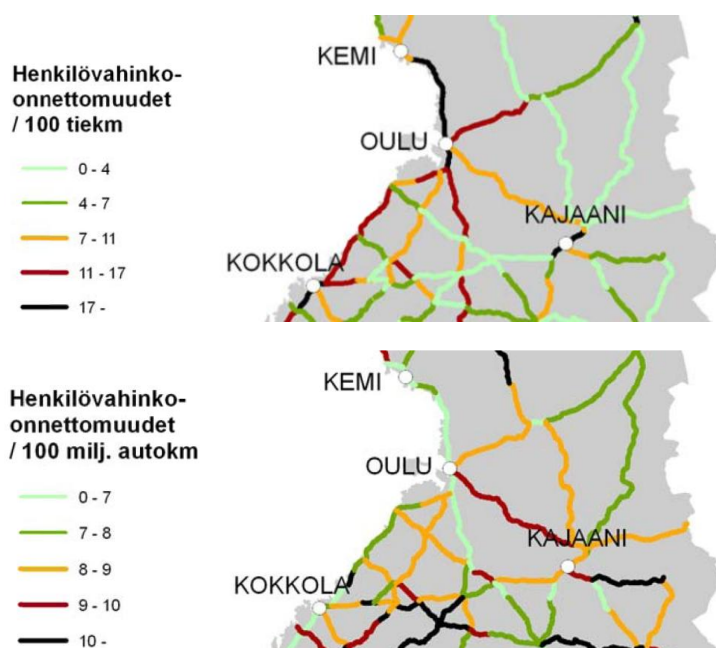 Henkilövahinko-
onnettomuudet
/ 100 tiekm
0 - 4
4 - 7
7 - 11
11 - 17
17 -
KEMI
OULU
KAJAANI
KOKKOLA
Henkilövahinko-
onnettomuudet
/ 100 milj. autokm
0 - 7
7 - 8
8 - 9
9 - 10
10 -
KEMI
OULU
KAJAANI
KOKKOLA